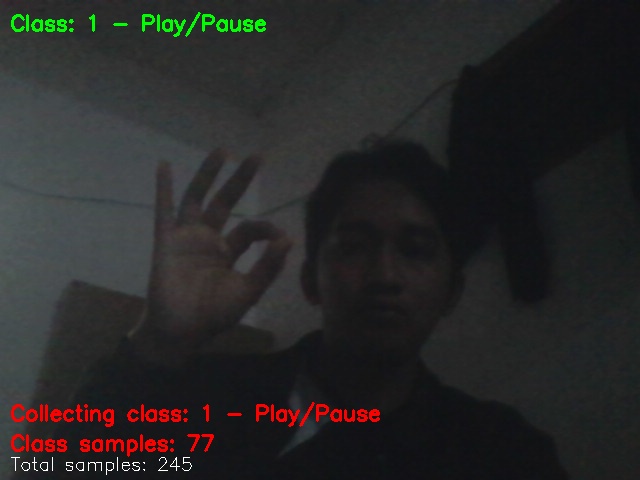 Class: 1 - Play/Pause
Collecting class: 1 - Play/Pause
Class samples: 77
Total samples: 245